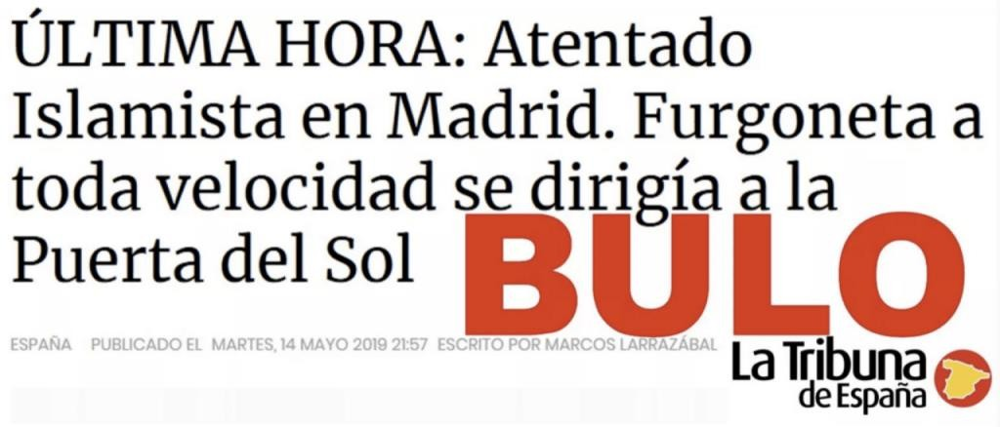 ÚLTIMA HORA: Atentado
Islamista en Madrid. Furgoneta a
toda velocidad se dirigía a la
Puerta del Sol
BULO
ESPAÑA PUBLICADO EL MARTES, 14 MAYO 2019 21:57 ESCRITO POR MARCOS LARRAZÁBAL
La Tribuna
de España